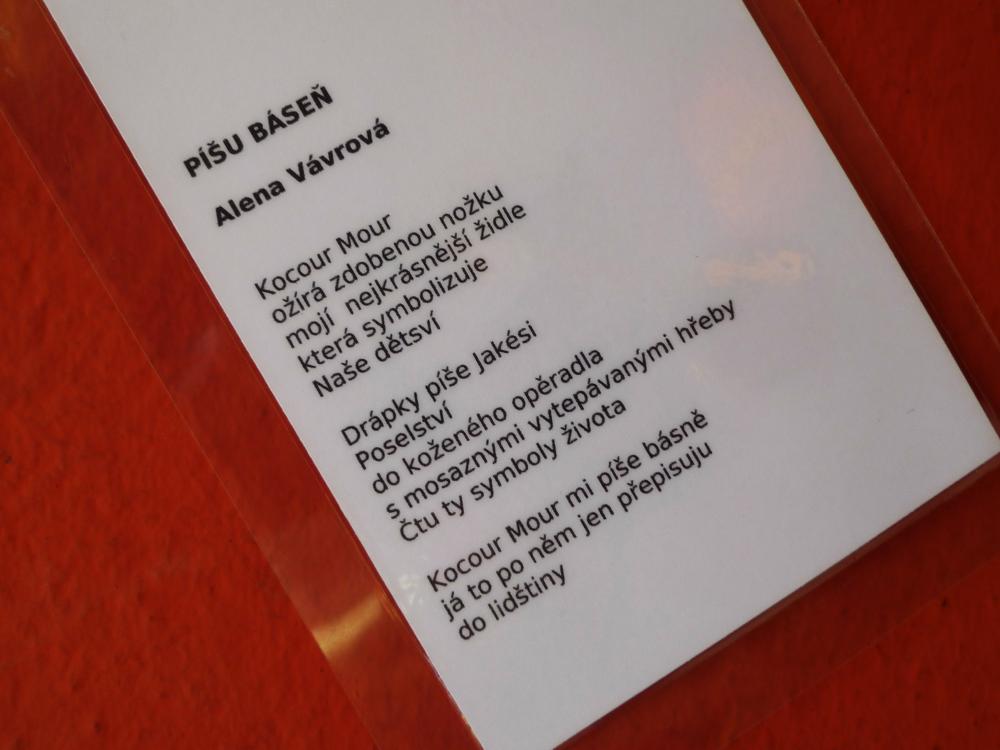 PÍŠU BÁSEŇ
Alena Vávrová
Kocour Mour
ožírá zdobenou nožku
mojí  nejkrásnější židle
která symbolizuje
Naše dětsví
Drápky píše Jakési
Poselství
do koženého opěradla
s mosaznými vytepávanými hřeby
Čtu ty symboly života
Kocour Mour mi píše básně
já to po něm jen přepisuju
do lidštiny